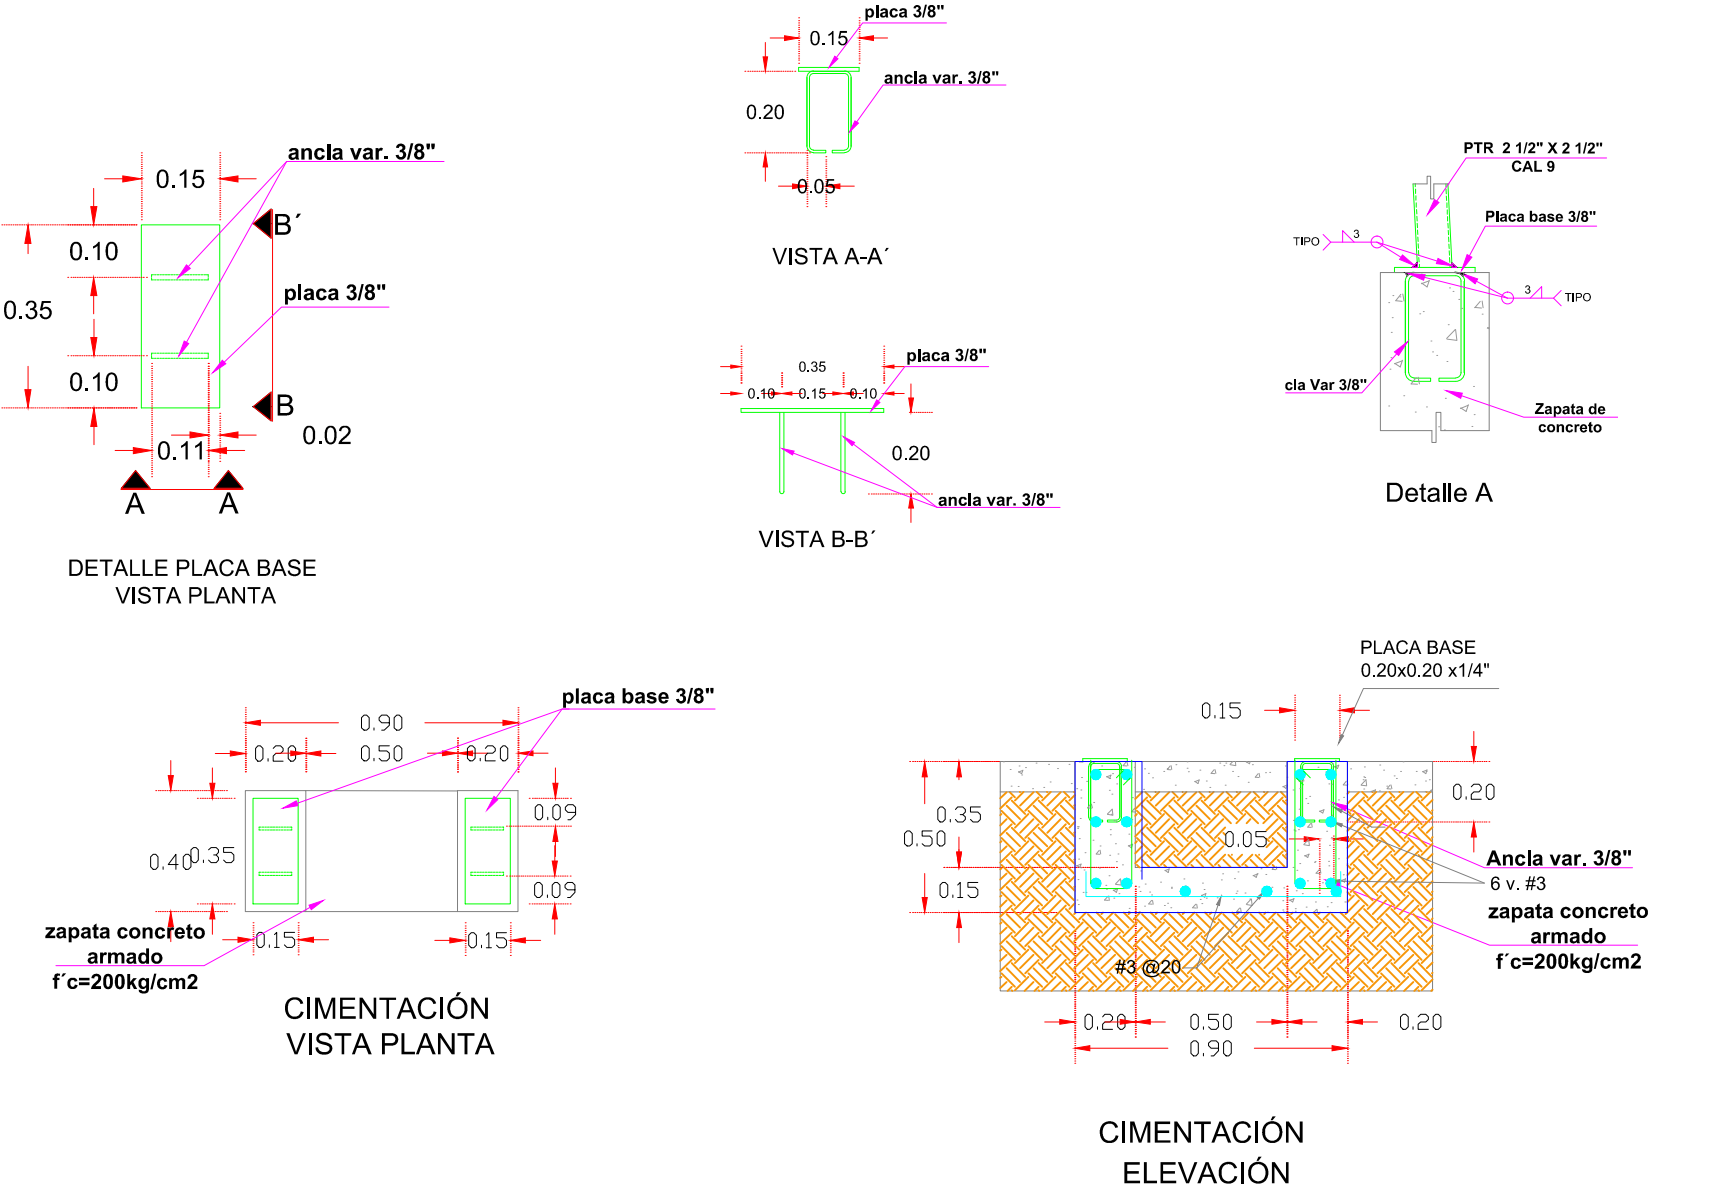 ancla var. 3/8"
0.15
B´
0.10
0.35
placa 3/8"
0.10
B
0.02
0.11
A
A
DETALLE PLACA BASE
VISTA PLANTA
placa 3/8"
0.15
ancla var. 3/8"
0.20
0.05
VISTA A-A´
0.35
placa 3/8"
0.10
0.15
0.10
0.20
ancla var. 3/8"
VISTA B-B´
PTR 2 1/2" X 2 1/2"
CAL 9
Placa base 3/8"
TIPO
3
3
TIPO
cla Var 3/8"
Zapata de
concreto
Detalle A
placa base 3/8"
0.90
0.20
0.50
0.20
0.09
0.40
0.35
0.09
0.15
0.15
zapata concreto
armado
f´c=200kg/cm2
CIMENTACIÓN
VISTA PLANTA
PLACA BASE
0.20x0.20 x1/4"
0.15
0.20
0.35
0.50
0.05
0.15
Ancla var. 3/8"
6 v. #3
zapata concreto
armado
f´c=200kg/cm2
#3 @20
0.20
0.50
0.20
0.90
CIMENTACIÓN
ELEVACIÓN